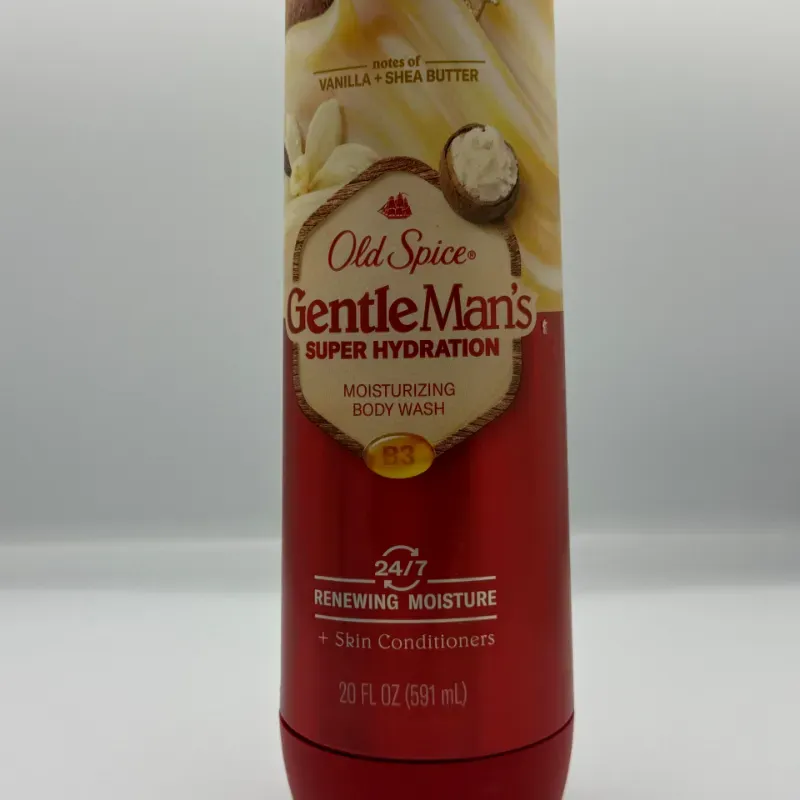 notes of
VANILLA + SHEA BUTTER
Old Spice®
GentleMan's
SUPER HYDRATION
MOISTURIZING
BODY WASH
B3
24/7
RENEWING MOISTURE
+ Skin Conditioners
20 FL OZ (591 mL)